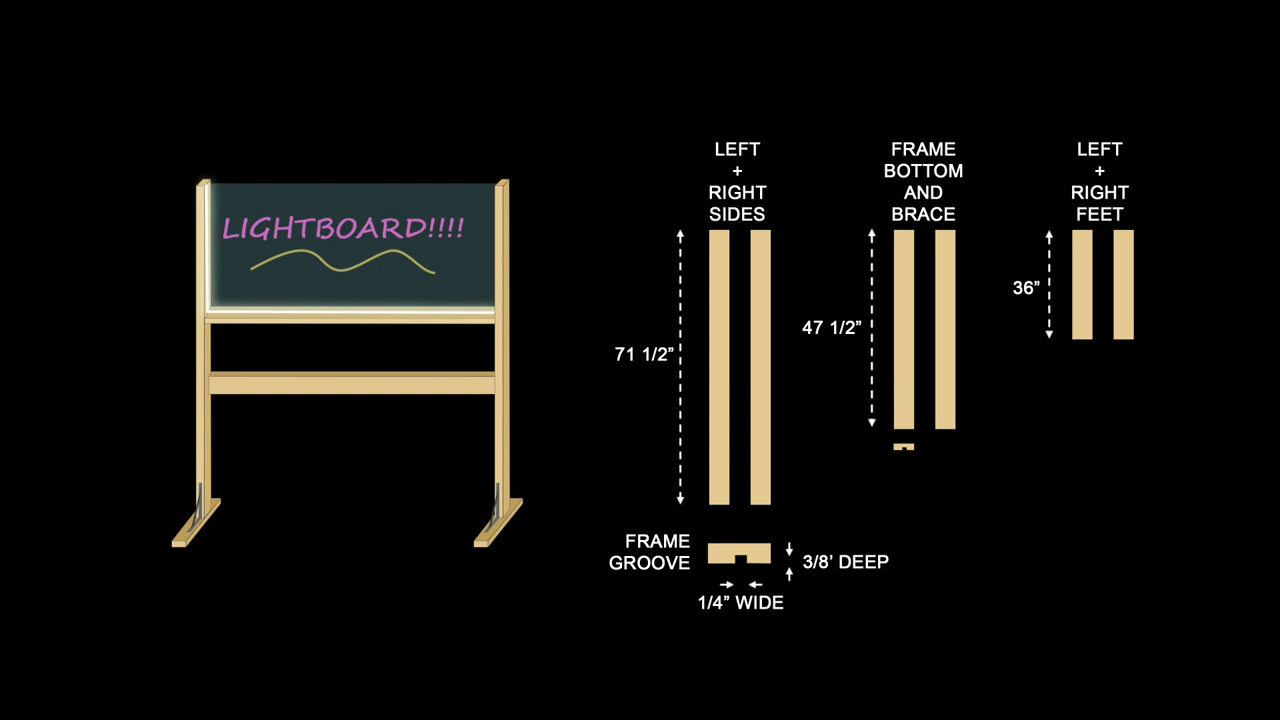 LIGHTBOARD!!!!
LEFT
+
RIGHT
SIDES
71 1/2”
FRAME
BOTTOM
AND
BRACE
47 1/2”
LEFT
+
RIGHT
FEET
36”
FRAME
GROOVE
3/8’ DEEP
1/4” WIDE